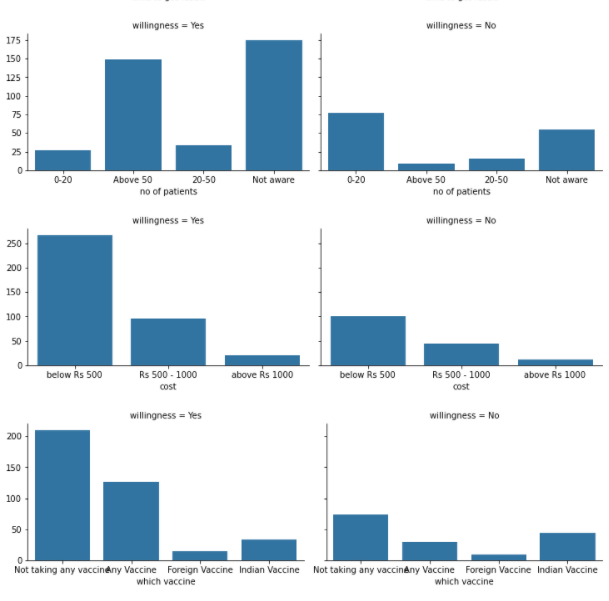 willingness = Yes
willingness = No
175
150
125
100
75
50
25
0
0-20 Above 50 20-50 Not aware
no of patients
0-20 Above 50 20-50 Not aware
no of patients
willingness = Yes
willingness = No
250
200
150
100
50
0
below Rs 500 Rs 500 - 1000 above Rs 1000
cost
below Rs 500 Rs 500 - 1000 above Rs 1000
cost
willingness = Yes
willingness = No
200
150
100
50
0
Not taking any vaccine Any Vaccine Foreign Vaccine Indian Vaccine
which vaccine
Not taking any vaccine Any Vaccine Foreign Vaccine Indian Vaccine
which vaccine